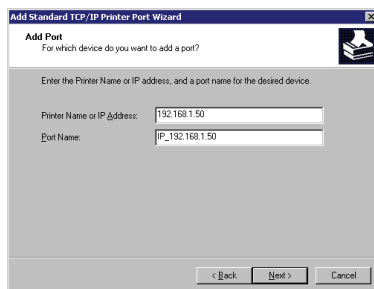 Add Standard TCP/IP Printer Port Wizard
Add Port
For which device do you want to add a port?
Enter the Printer Name or IP address, and a port name for the desired device.
Printer Name or IP Address: 192.168.1.50
Port Name: IP_192.168.1.50
< Back Next > Cancel